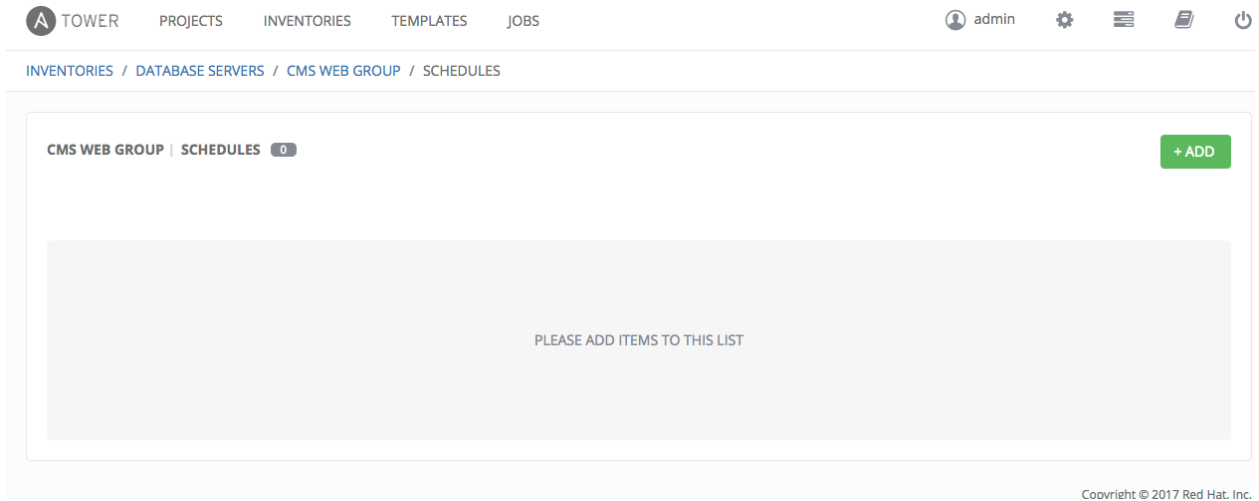 A TOWER PROJECTS INVENTORIES TEMPLATES JOBS admin
INVENTORIES / DATABASE SERVERS / CMS WEB GROUP / SCHEDULES
CMS WEB GROUP | SCHEDULES 0 + ADD
PLEASE ADD ITEMS TO THIS LIST
Copyright © 2017 Red Hat, Inc.